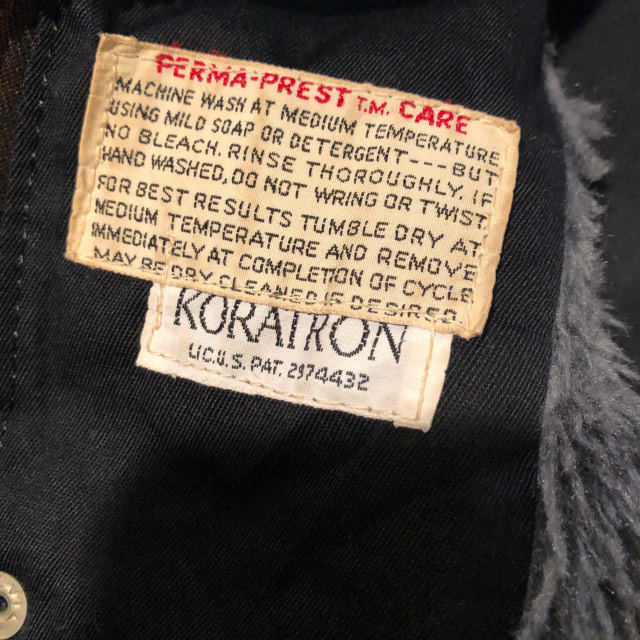 PERMA-PREST T.M. CARE
MACHINE WASH AT MEDIUM TEMPERATURE
USING MILD SOAP OR DETERGENT---BUT
NO BLEACH. RINSE THOROUGHLY. IF
HAND WASHED, DO NOT WRING OR TWIST
FOR BEST RESULTS TUMBLE DRY AT
MEDIUM TEMPERATURE AND REMOVE
IMMEDIATELY AT COMPLETION OF CYCLE
MAY BE DRY CLEANED IF DESIRED
KORATRON
LIC. U.S. PAT. 2974432